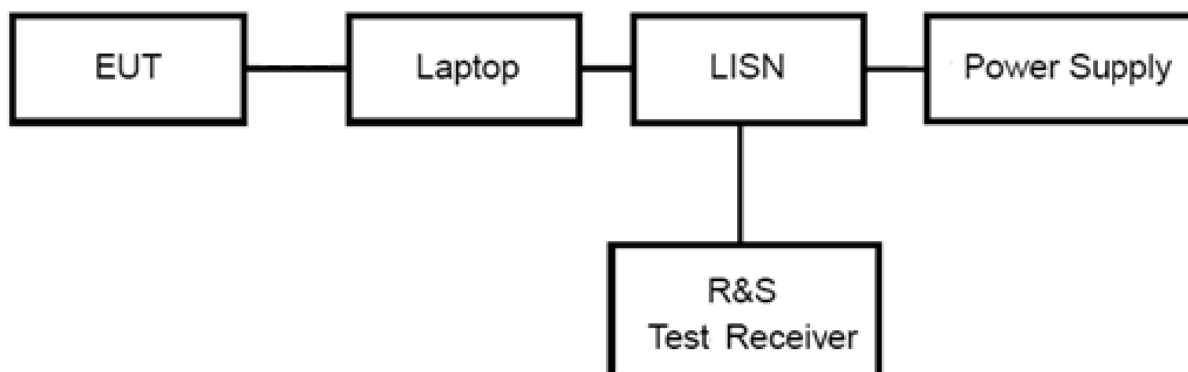 EUT
Laptop
LISN
Power Supply
R&S
Test Receiver